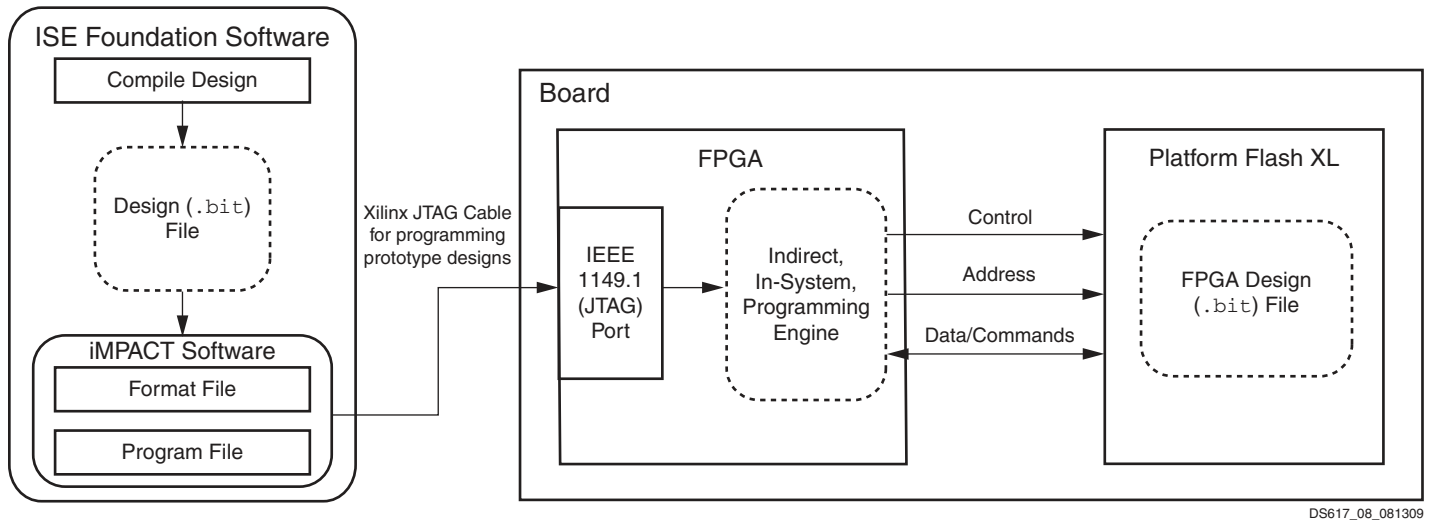 ISE Foundation Software
Compile Design
Design (.bit)
File
iMPACT Software
Format File
Program File
Xilinx JTAG Cable
for programming
prototype designs
Board
FPGA
IEEE
1149.1
(JTAG)
Port
Indirect,
In-System,
Programming
Engine
Control
Address
Data/Commands
Platform Flash XL
FPGA Design
(.bit) File
DS617_08_081309